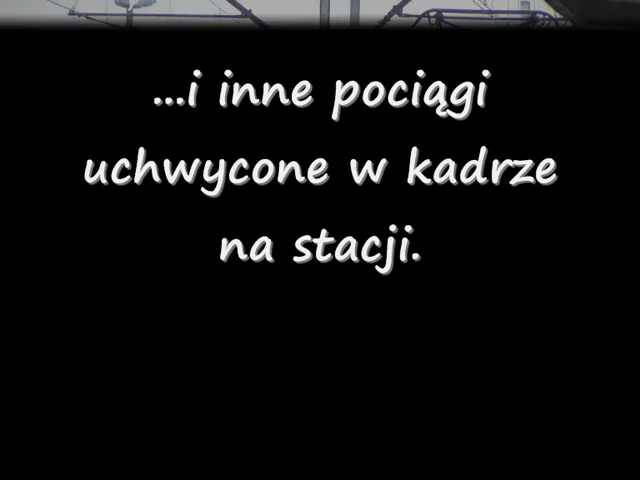 ...i inne pociągi
uchwycone w kadrze
na stacji.